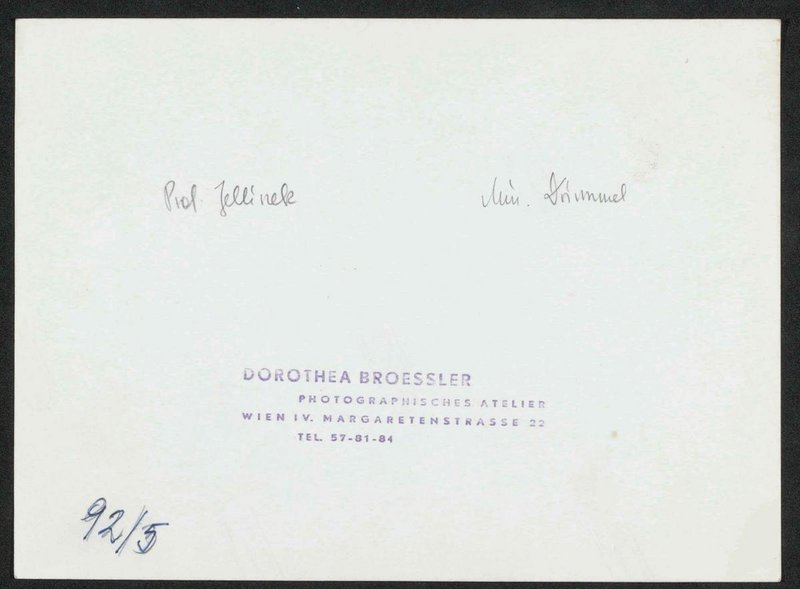 Prof. Jellinek Min. Drimmel
DOROTHEA BROESSLER
PHOTOGRAPHISCHES ATELIER
WIEN IV. MARGARETENSTRASSE 22
TEL. 57-81-84
92/5